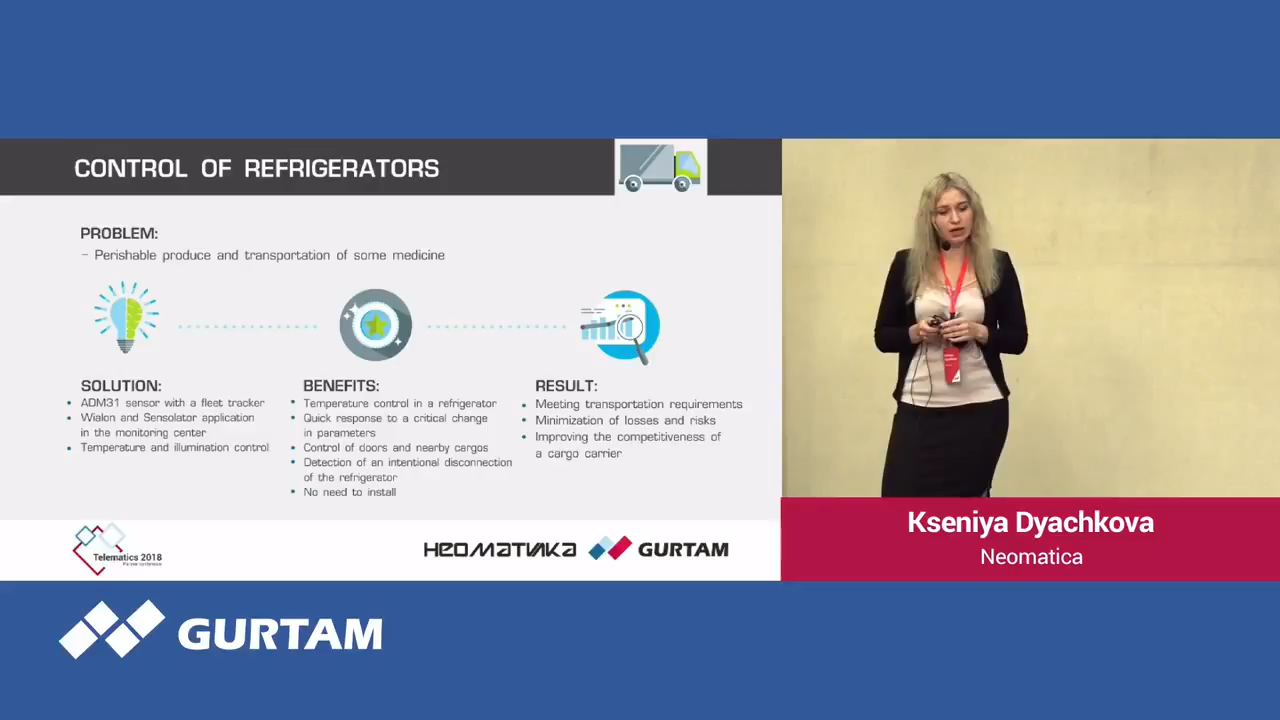 CONTROL OF REFRIGERATORS
PROBLEM:
– Perishable produce and transportation of some medicine
SOLUTION:
• ADM31 sensor with a fleet tracker
• Wialon and Sensolator application
in the monitoring center
• Temperature and illumination control
BENEFITS:
• Temperature control in a refrigerator
• Quick response to a critical change
in parameters
• Control of doors and nearby cargos
• Detection of an intentional disconnection
of the refrigerator
• No need to install
RESULT:
• Meeting transportation requirements
• Minimization of losses and risks
• Improving the competitiveness of
a cargo carrier
Telematics 2018
НЕОМАТИКА
GURTAM
Kseniya Dyachkova
Neomatica
GURTAM